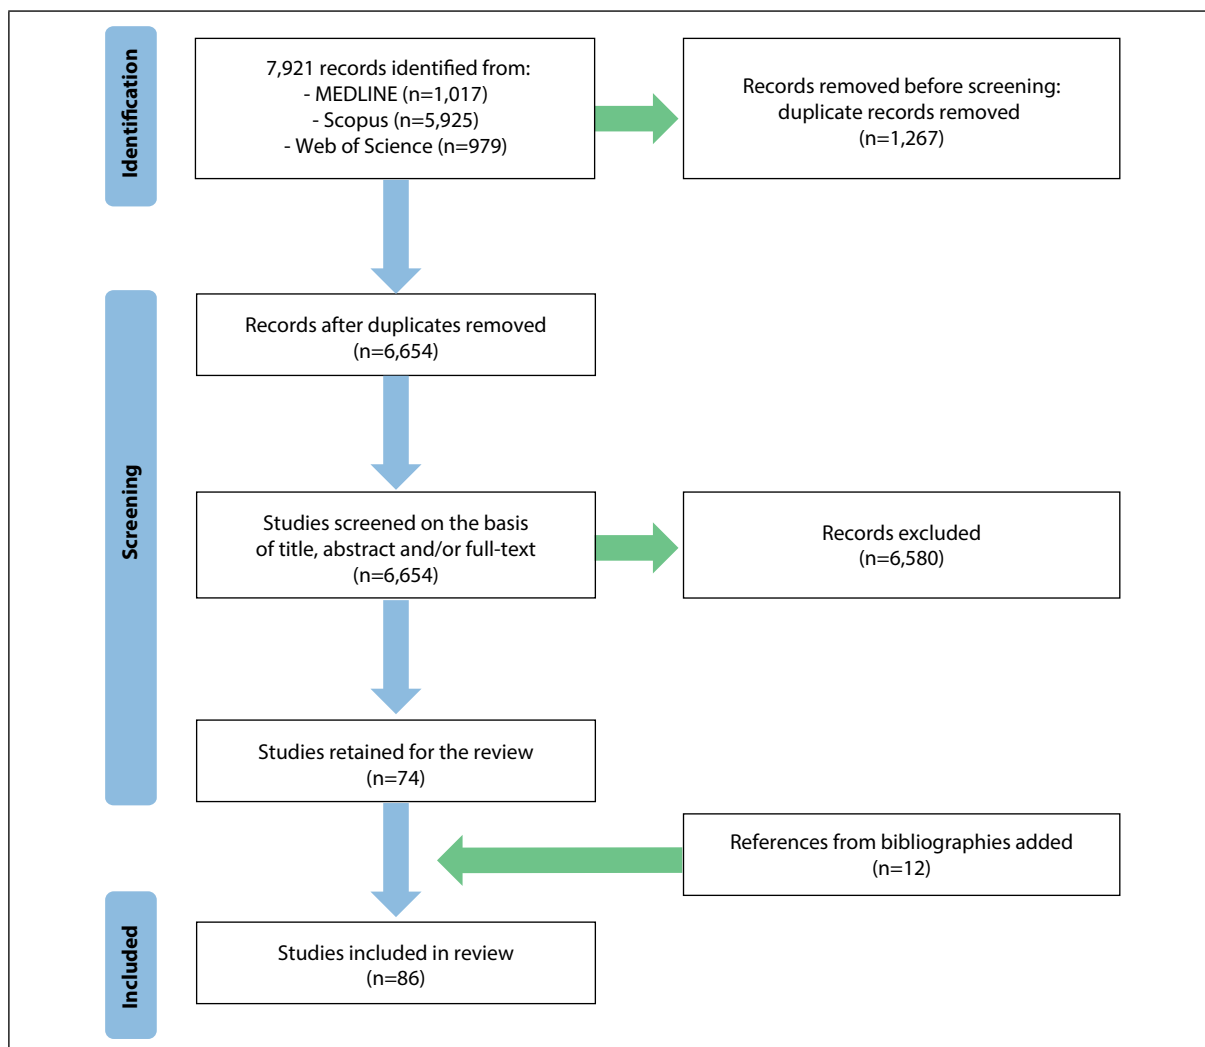 Identification
7,921 records identified from:
- MEDLINE (n=1,017)
- Scopus (n=5,925)
- Web of Science (n=979)
Records removed before screening:
duplicate records removed
(n=1,267)
Screening
Records after duplicates removed
(n=6,654)
Studies screened on the basis
of title, abstract and/or full-text
(n=6,654)
Records excluded
(n=6,580)
Studies retained for the review
(n=74)
References from bibliographies added
(n=12)
Included
Studies included in review
(n=86)